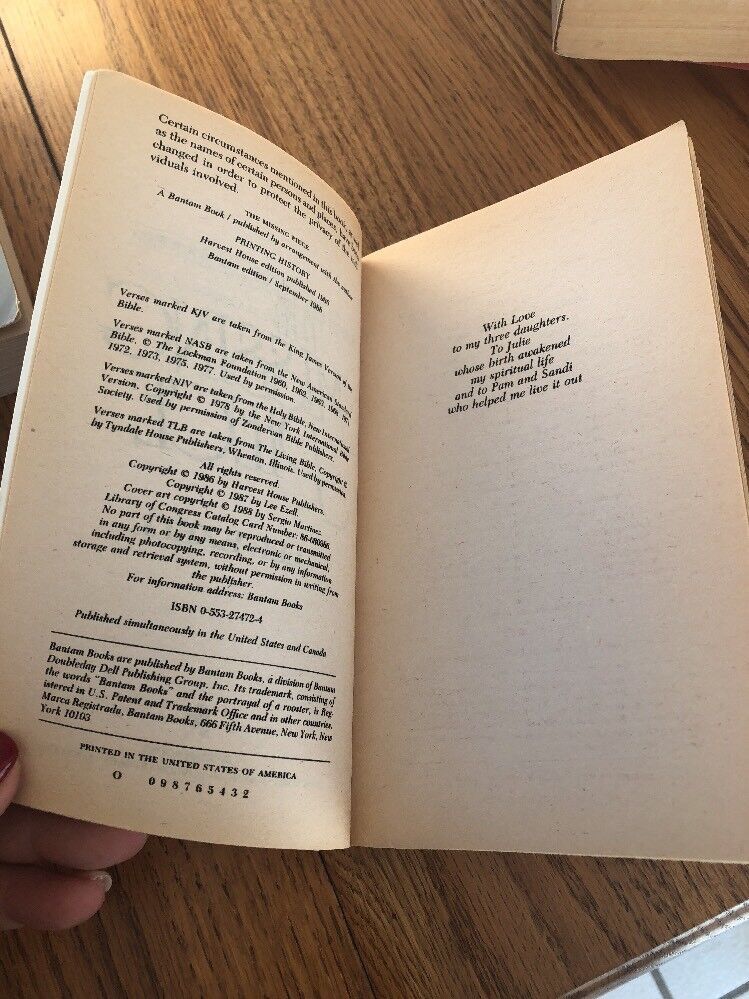 Certain circumstances mentioned in this book, as well
as the names of certain persons and places, have been
changed in order to protect the privacy of the indi-
viduals involved.
THE MISSING PIECE
A Bantam Book / published by arrangement with the author
PRINTING HISTORY
Harvest House edition published 1986
Bantam edition / September 1988
Verses marked KJV are taken from the King James Version of the
Bible.
Verses marked NASB are taken from the New American Standard
Bible. © The Lockman Foundation 1960, 1962, 1963, 1968, 1971,
1972, 1973, 1975, 1977. Used by permission.
Verses marked NIV are taken from the Holy Bible, New International
Version. Copyright © 1978 by the New York International Bible
Society. Used by permission of Zondervan Bible Publishers.
Verses marked TLB are taken from The Living Bible, Copyright ©
by Tyndale House Publishers, Wheaton, Illinois. Used by permission.
All rights reserved.
Copyright © 1986 by Harvest House Publishers.
Copyright © 1987 by Lee Ezell.
Cover art copyright © 1988 by Sergio Martinez.
Library of Congress Catalog Card Number:
No part of this book may be reproduced or transmitted
in any form or by any means, electronic or mechanical,
including photocopying, recording, or by any information
storage and retrieval system, without permission in writing from
the publisher.
For information address: Bantam Books
ISBN 0-553-27472-4
Published simultaneously in the United States and Canada
Bantam Books are published by Bantam Books, a division of Bantam
Doubleday Dell Publishing Group, Inc. Its trademark, consisting of
the words "Bantam Books" and the portrayal of a rooster, is Reg-
istered in U.S. Patent and Trademark Office and in other countries.
Marca Registrada, Bantam Books, 666 Fifth Avenue, New York, New
York 10103
PRINTED IN THE UNITED STATES OF AMERICA
O 0 9 8 7 6 5 4 3 2
With Love
to my three daughters.
To Julie
whose birth awakened
my spiritual life
and to Pam and Sandi
who helped me live it out